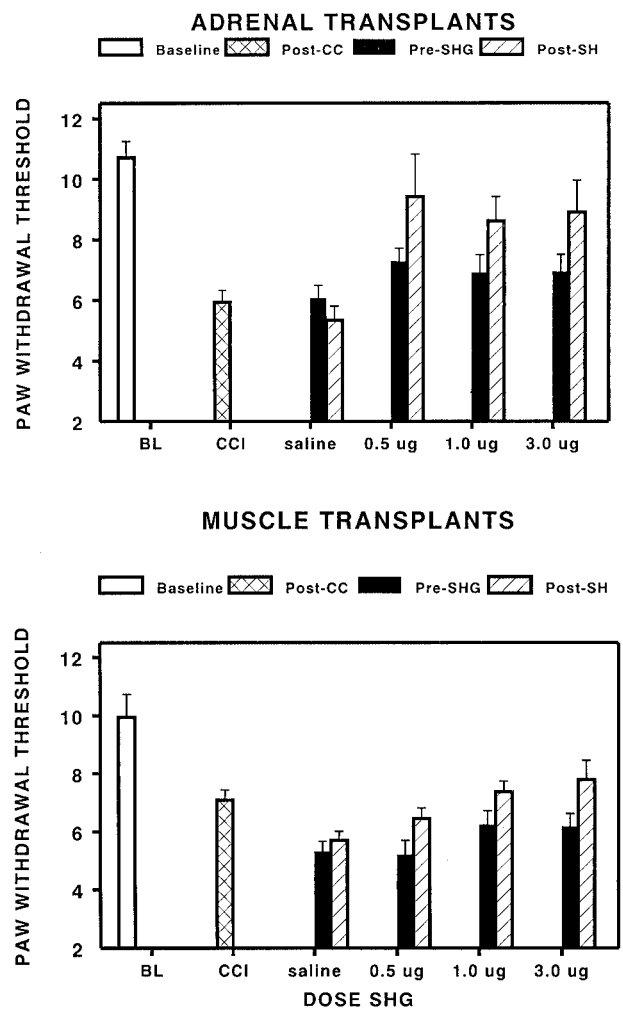 ADRENAL TRANSPLANTS
Baseline Post-CC Pre-SHG Post-SH
PAW WITHDRAWAL THRESHOLD
12
10
8
6
4
2
BL CCI saline 0.5 ug 1.0 ug 3.0 ug
MUSCLE TRANSPLANTS
Baseline Post-CC Pre-SHG Post-SH
PAW WITHDRAWAL THRESHOLD
12
10
8
6
4
2
BL CCI saline 0.5 ug 1.0 ug 3.0 ug
DOSE SHG